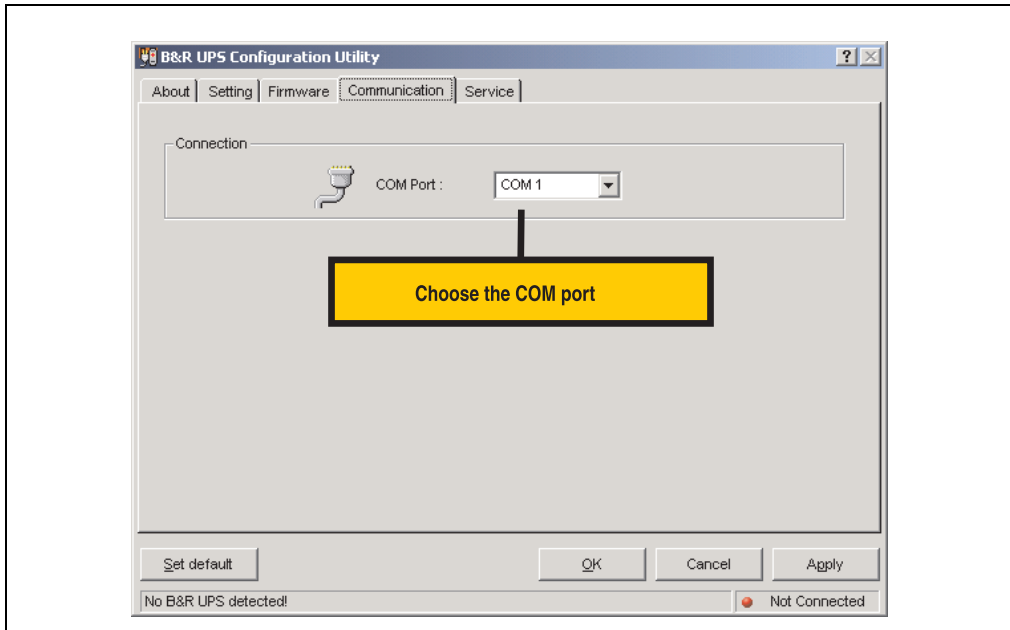 B&R UPS Configuration Utility
About Setting Firmware Communication Service
Connection
COM Port : COM 1
Choose the COM port
Set default OK Cancel Apply
No B&R UPS detected! Not Connected